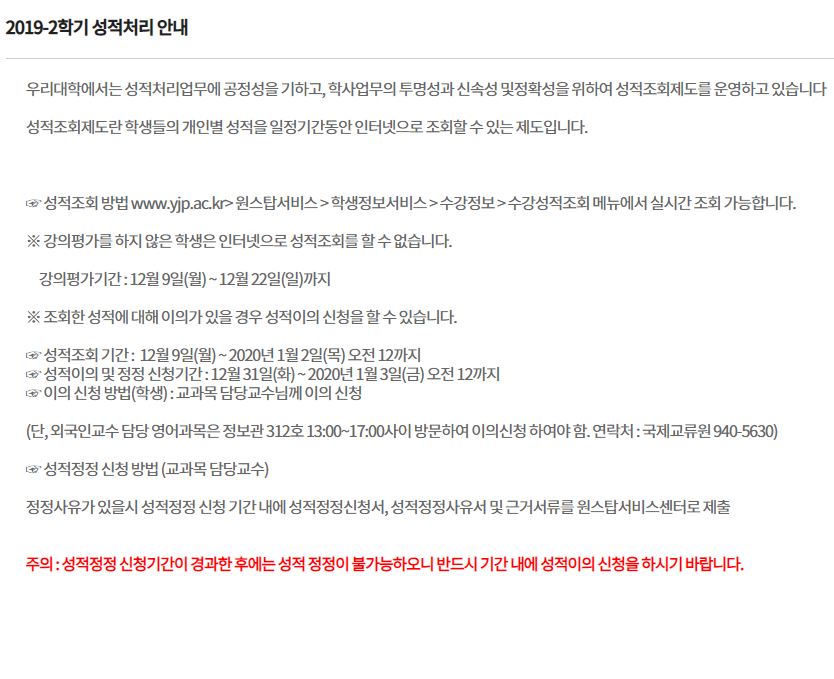 2019-2학기 성적처리 안내
우리대학에서는 성적처리업무에 공정성을 기하고, 학사업무의 투명성과 신속성 및정확성을 위하여 성적조회제도를 운영하고 있습니다
성적조회제도란 학생들의 개인별 성적을 일정기간동안 인터넷으로 조회할 수 있는 제도입니다.
☞ 성적조회 방법 www.yjp.ac.kr> 원스탑서비스 > 학생정보서비스 > 수강정보 > 수강성적조회 메뉴에서 실시간 조회 가능합니다.
※ 강의평가를 하지 않은 학생은 인터넷으로 성적조회를 할 수 없습니다.
강의평가기간 : 12월 9일(월) ~ 12월 22일(일)까지
※ 조회한 성적에 대해 이의가 있을 경우 성적이의 신청을 할 수 있습니다.
☞ 성적조회 기간 : 12월 9일(월) ~ 2020년 1월 2일(목) 오전 12까지
☞ 성적이의 및 정정 신청기간 : 12월 31일(화) ~ 2020년 1월 3일(금) 오전 12까지
☞ 이의 신청 방법(학생) : 교과목 담당교수님께 이의 신청
(단, 외국인교수 담당 영어과목은 정보관 312호 13:00~17:00사이 방문하여 이의신청 하여야 함. 연락처 : 국제교류원 940-5630)
☞ 성적정정 신청 방법 (교과목 담당교수)
정정사유가 있을시 성적정정 신청 기간 내에 성적정정신청서, 성적정정사유서 및 근거서류를 원스탑서비스센터로 제출
주의 : 성적정정 신청기간이 경과한 후에는 성적 정정이 불가능하오니 반드시 기간 내에 성적이의 신청을 하시기 바랍니다.